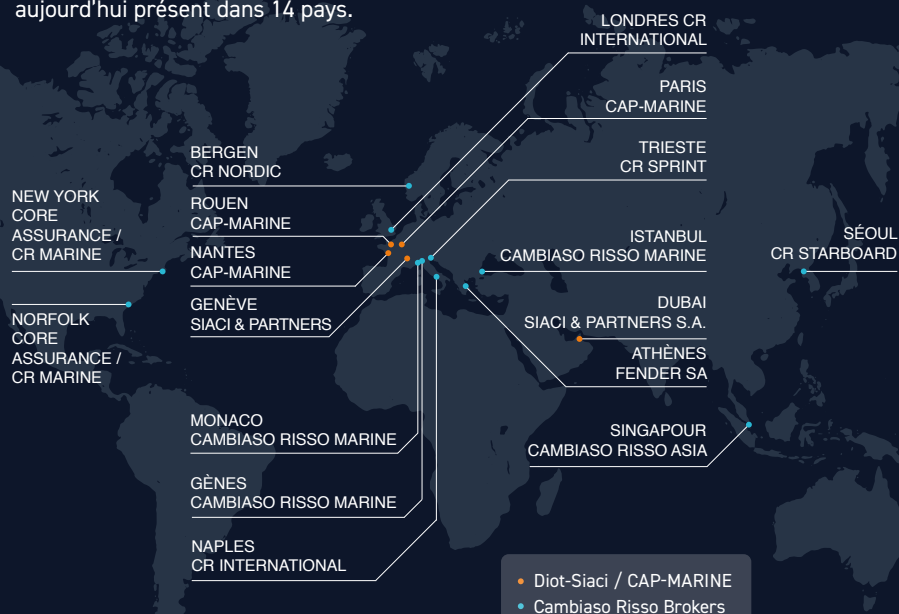 aujourd'hui présent dans 14 pays.
LONDRES CR
INTERNATIONAL
PARIS
CAP-MARINE
TRIESTE
CR SPRINT
BERGEN
CR NORDIC
NEW YORK
CORE
ASSURANCE /
CR MARINE
ROUEN
CAP-MARINE
NANTES
CAP-MARINE
ISTANBUL
CAMBIASO RISSO MARINE
SÉOUL
CR STARBOARD
GENÈVE
SIACI & PARTNERS
DUBAI
SIACI & PARTNERS S.A.
NORFOLK
CORE
ASSURANCE /
CR MARINE
ATHÈNES
FENDER SA
MONACO
CAMBIASO RISSO MARINE
SINGAPOUR
CAMBIASO RISSO ASIA
GÈNES
CAMBIASO RISSO MARINE
NAPLES
CR INTERNATIONAL
Diot-Siaci / CAP-MARINE
Cambiaso Risso Brokers